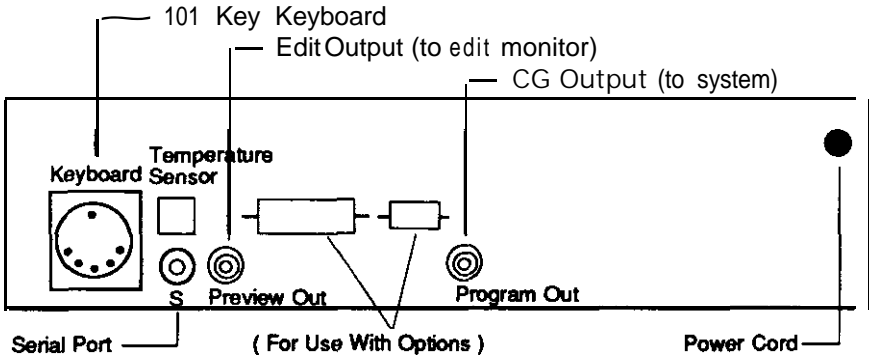 101 Key Keyboard
Edit Output (to edit monitor)
CG Output (to system)
Temperature
Keyboard Sensor
S Preview Out Program Out
Serial Port ( For Use With Options ) Power Cord